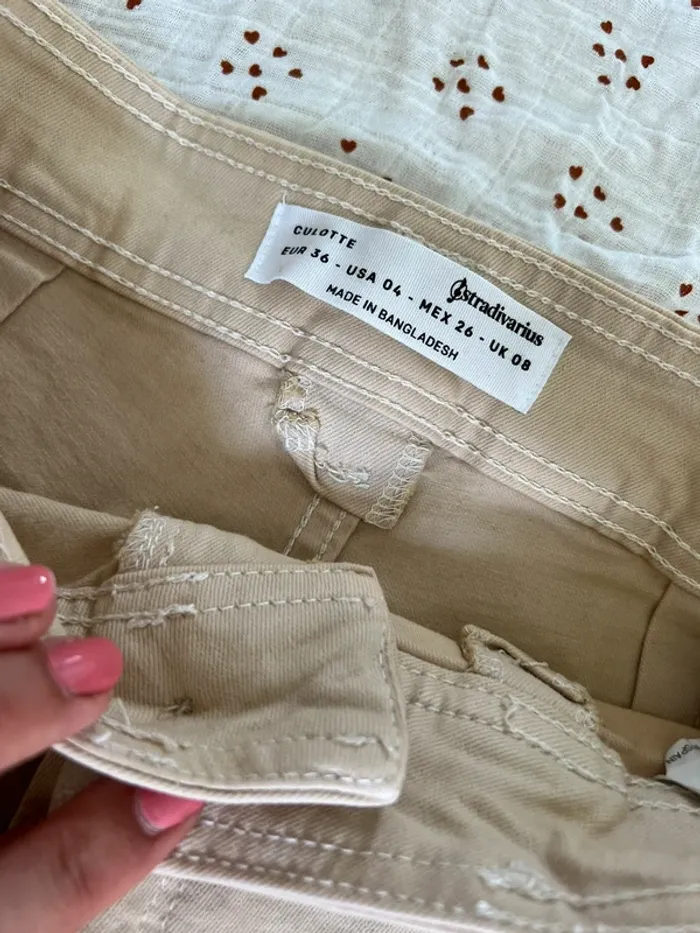 CULOTTE
stradivarius
EUR 36 - USA 04 - MEX 26 - UK 08
MADE IN BANGLADESH